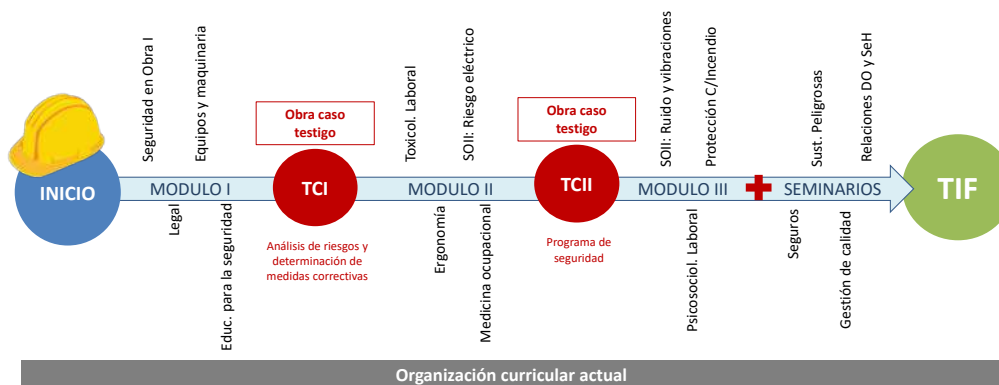 Seguridad en Obra I
Equipos y maquinaria
Obra caso
testigo
Toxicol. Laboral
SOII: Riesgo eléctrico
Obra caso
testigo
SOII: Ruido y vibraciones
Protección C/Incendio
Sust. Peligrosas
Relaciones DO y SeH
INICIO
MODULO I
TCI
MODULO II
TCII
MODULO III
SEMINARIOS
TIF
Legal
Educ. para la seguridad
Análisis de riesgos y
determinación de
medidas correctivas
Ergonomía
Medicina ocupacional
Programa de
seguridad
Psicosociol. Laboral
Seguros
Gestión de calidad
Organización curricular actual